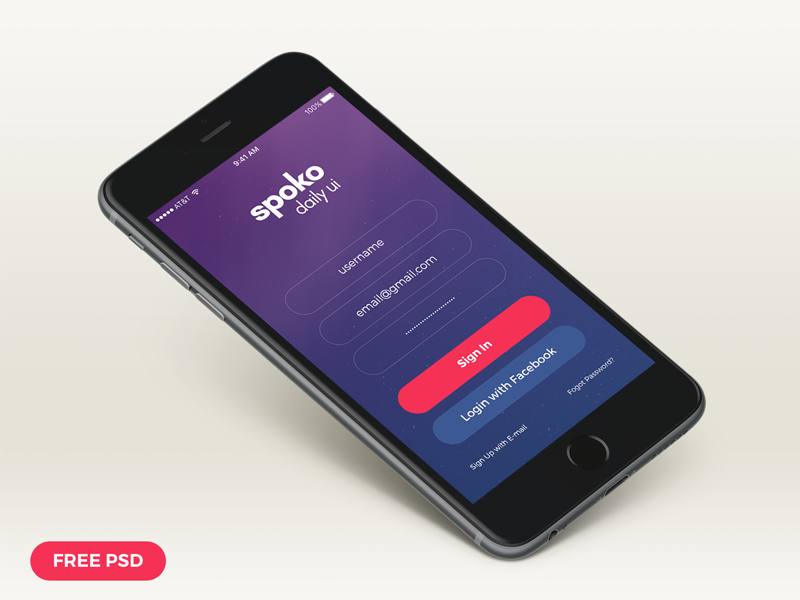 ●●●●● AT&T
9:41 AM
100%
spoko
daily ui
username
email@gmail.com
Sign In
Login with Facebook
Sign Up with E-mail
Fogot Password?
FREE PSD